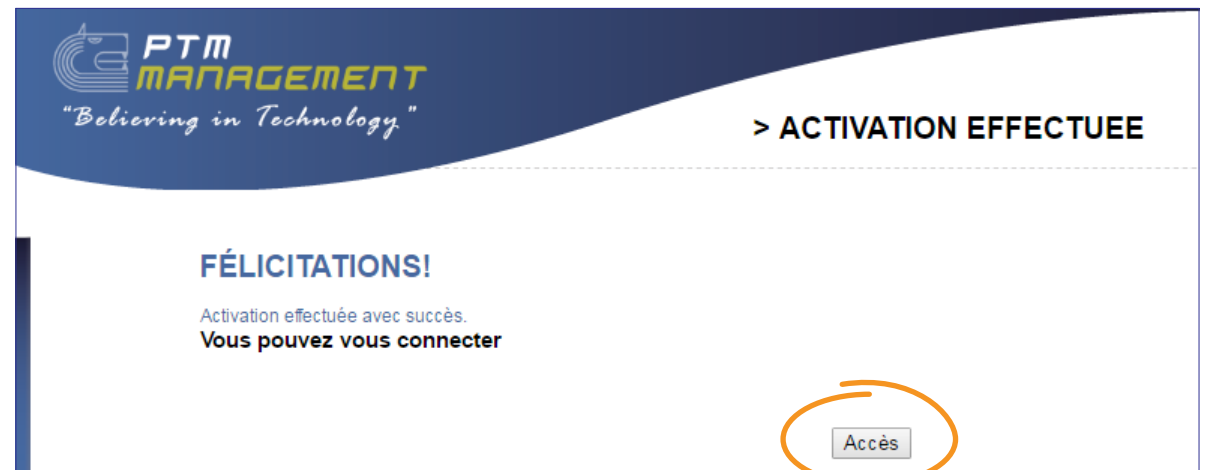 PTM
MANAGEMENT
"Believing in Technology"
> ACTIVATION EFFECTUEE
FÉLICITATIONS!
Activation effectuée avec succès.
Vous pouvez vous connecter
Accès